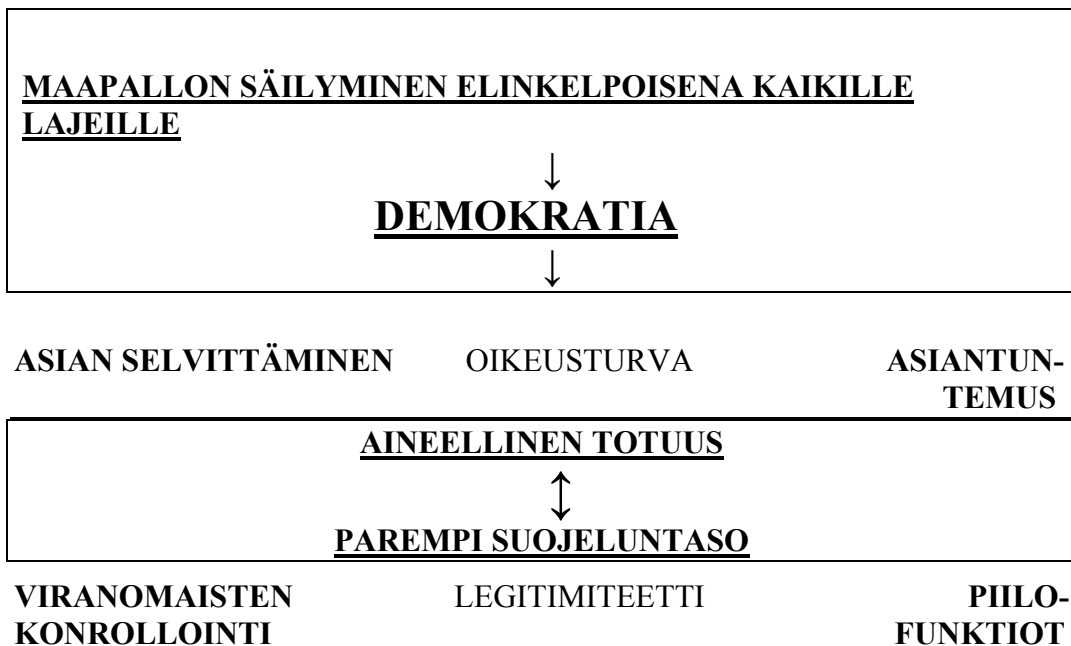 MAAPALLON SÄILYMINEN ELINKELPOISENA KAIKILLE
LAJEILLE
↓
DEMOKRATIA
↓
ASIAN SELVITTÄMINEN OIKEUSTURVA ASIANTUN-
TEMUS
AINEELLINEN TOTUUS
↕
PAREMPI SUOJELUNTASO
VIRANOMAISTEN LEGITIMITEETTI PIILO-
KONROLLOINTI FUNKTIOT